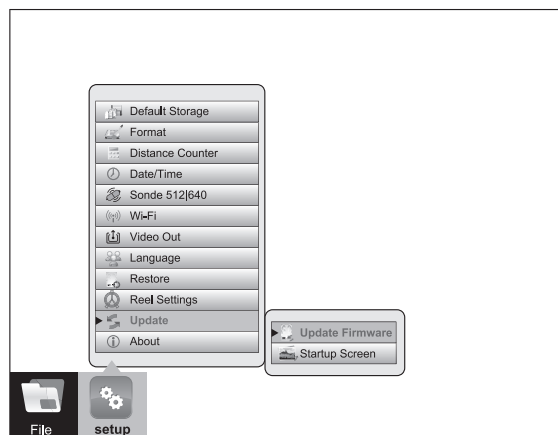 Default Storage
Format
Distance Counter
Date/Time
Sonde 512|640
Wi-Fi
Video Out
Language
Restore
Reel Settings
Update
About
Update Firmware
Startup Screen
File
setup